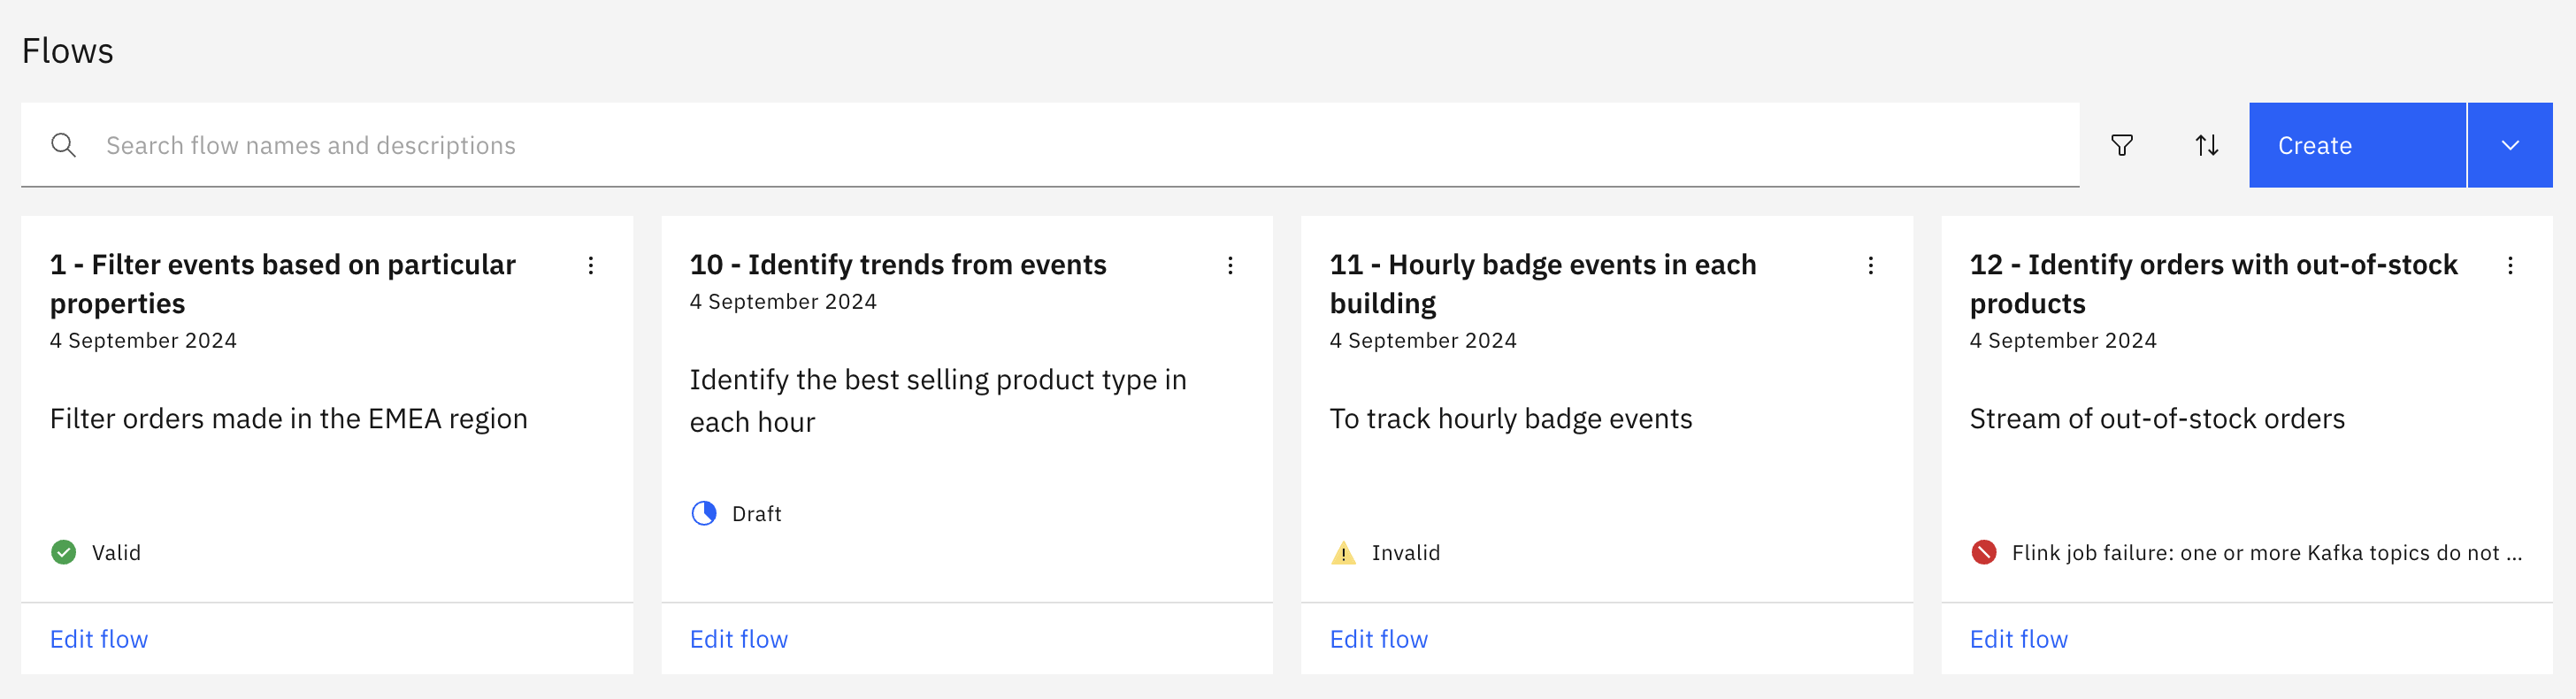 Flows
Search flow names and descriptions
Create
1 - Filter events based on particular
properties
4 September 2024
Filter orders made in the EMEA region
Valid
Edit flow
10 - Identify trends from events
4 September 2024
Identify the best selling product type in
each hour
Draft
Edit flow
11 - Hourly badge events in each
building
4 September 2024
To track hourly badge events
Invalid
Edit flow
12 - Identify orders with out-of-stock
products
4 September 2024
Stream of out-of-stock orders
Flink job failure: one or more Kafka topics do not ...
Edit flow